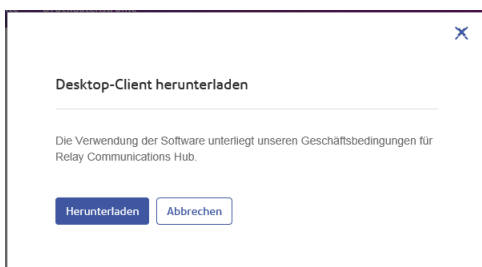 Desktop-Client herunterladen
Die Verwendung der Software unterliegt unseren Geschäftsbedingungen für
Relay Communications Hub.
Herunterladen
Abbrechen